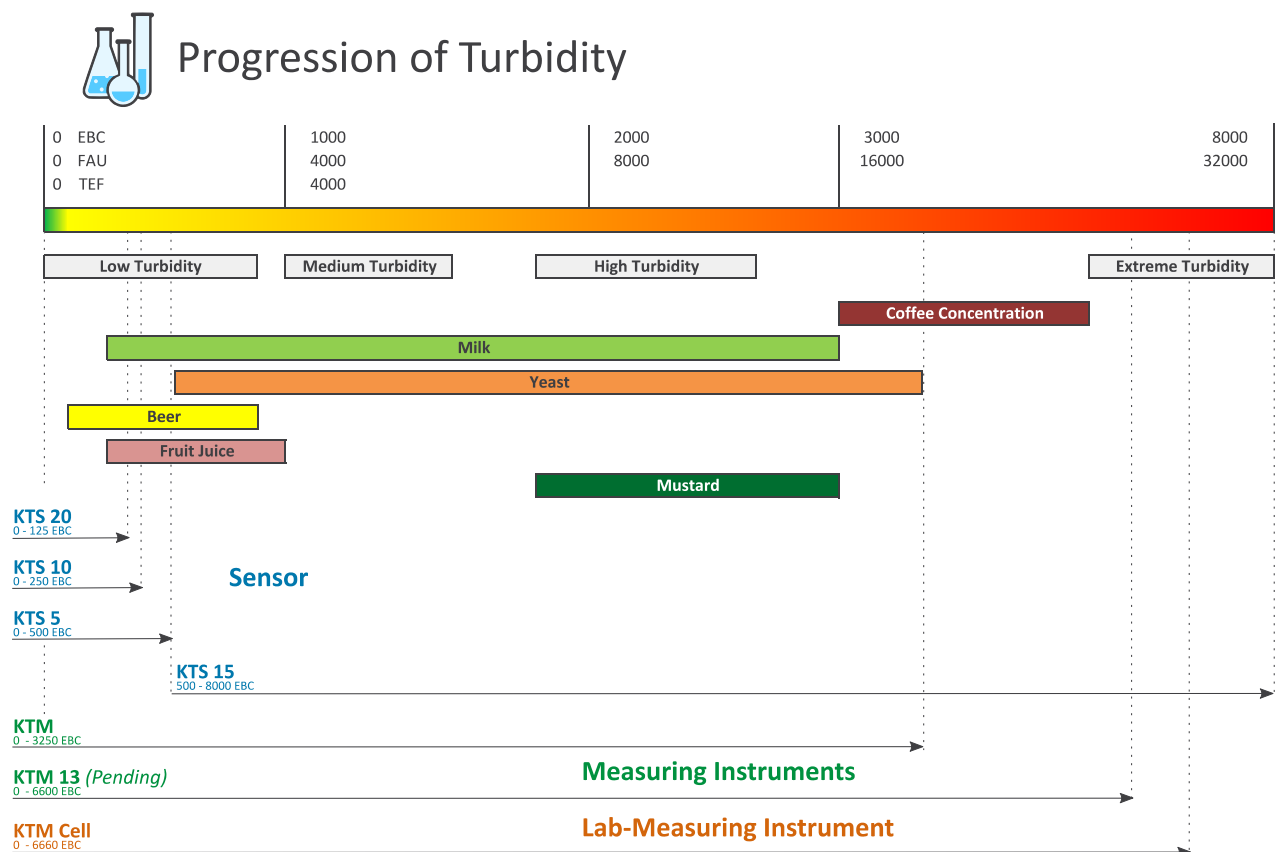 Progression of Turbidity
0 EBC 1000 2000 3000 8000
0 FAU 4000 8000 16000 32000
0 TEF 4000
Low Turbidity Medium Turbidity High Turbidity Extreme Turbidity
Coffee Concentration
Milk
Yeast
Beer
Fruit Juice
Mustard
KTS 20
0 - 125 EBC
KTS 10
0 - 250 EBC
Sensor
KTS 5
0 - 500 EBC
KTS 15
500 - 8000 EBC
KTM
0 - 3250 EBC
Measuring Instruments
KTM 13 (Pending)
0 - 6600 EBC
Lab-Measuring Instrument
KTM Cell
0 - 6660 EBC